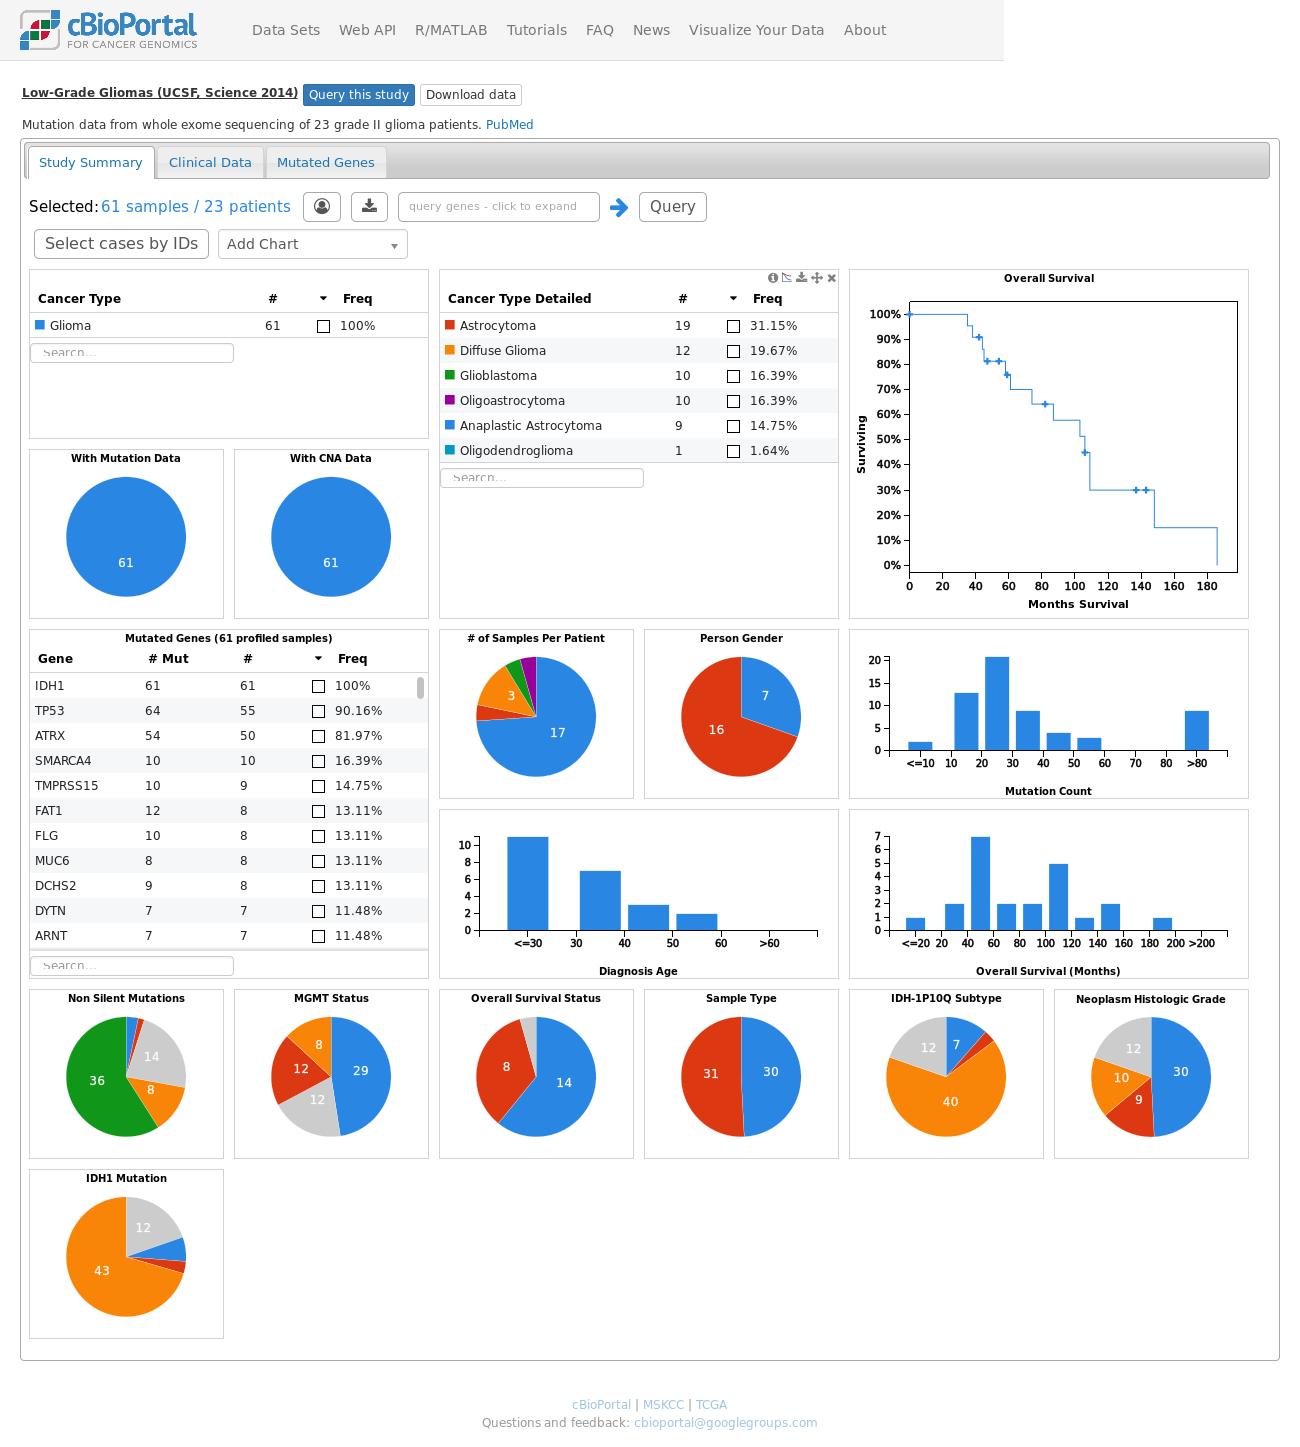 cBioPortal
FOR CANCER GENOMICS
Data Sets Web API R/MATLAB Tutorials FAQ News Visualize Your Data About
Low-Grade Gliomas (UCSF, Science 2014) Query this study Download data
Mutation data from whole exome sequencing of 23 grade II glioma patients. PubMed
Study Summary Clinical Data Mutated Genes
Selected: 61 samples / 23 patients query genes - click to expand Query
Select cases by IDs Add Chart
Cancer Type # Freq
Glioma 61 100%
Search...
Cancer Type Detailed # Freq
Astrocytoma 19 31.15%
Diffuse Glioma 12 19.67%
Glioblastoma 10 16.39%
Oligoastrocytoma 10 16.39%
Anaplastic Astrocytoma 9 14.75%
Oligodendroglioma 1 1.64%
Search...
Overall Survival
100%
90%
80%
70%
60%
50%
40%
30%
20%
10%
0%
Surviving
0 20 40 60 80 100 120 140 160 180
Months Survival
With Mutation Data
61
With CNA Data
61
Mutated Genes (61 profiled samples)
Gene # Mut # Freq
IDH1 61 61 100%
TP53 64 55 90.16%
ATRX 54 50 81.97%
SMARCA4 10 10 16.39%
TMPRSS15 10 9 14.75%
FAT1 12 8 13.11%
FLG 10 8 13.11%
MUC6 8 8 13.11%
DCHS2 9 8 13.11%
DYTN 7 7 11.48%
ARNT 7 7 11.48%
Search...
# of Samples Per Patient
3
17
Person Gender
7
16
20
15
10
5
0
<=10 10 20 30 40 50 60 70 80 >80
Mutation Count
10
8
6
4
2
0
<=30 30 40 50 60 >60
Diagnosis Age
7
6
5
4
3
2
1
0
<=20 20 40 60 80 100 120 140 160 180 200 >200
Overall Survival (Months)
Non Silent Mutations
14
36
8
MGMT Status
8
12
29
12
Overall Survival Status
8
14
Sample Type
31
30
IDH-1P10Q Subtype
12
7
40
Neoplasm Histologic Grade
12
30
10
9
IDH1 Mutation
12
43
cBioPortal | MSKCC | TCGA
Questions and feedback: cbioportal@googlegroups.com